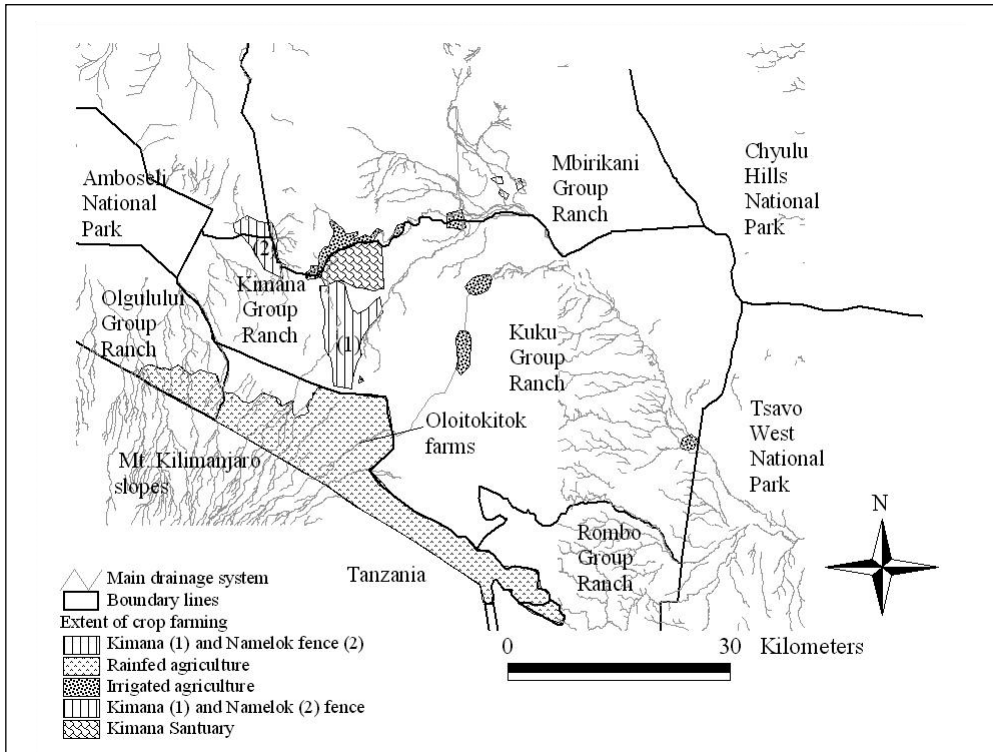 Amboseli
National
Park
Mbirikani
Group
Ranch
Chyulu
Hills
National
Park
(2)
Kimana
Group
Ranch
Olgululului
Group
Ranch
(1)
Kuku
Group
Ranch
Oloitokitok
farms
Tsavo
West
National
Park
Mt. Kilimanjaro
slopes
Rombo
Group
Ranch
Tanzania
N
Main drainage system
Boundary lines
Extent of crop farming
Kimana (1) and Namelok fence (2)
Rainfed agriculture
Irrigated agriculture
Kimana (1) and Namelok (2) fence
Kimana Santuary
0 30 Kilometers